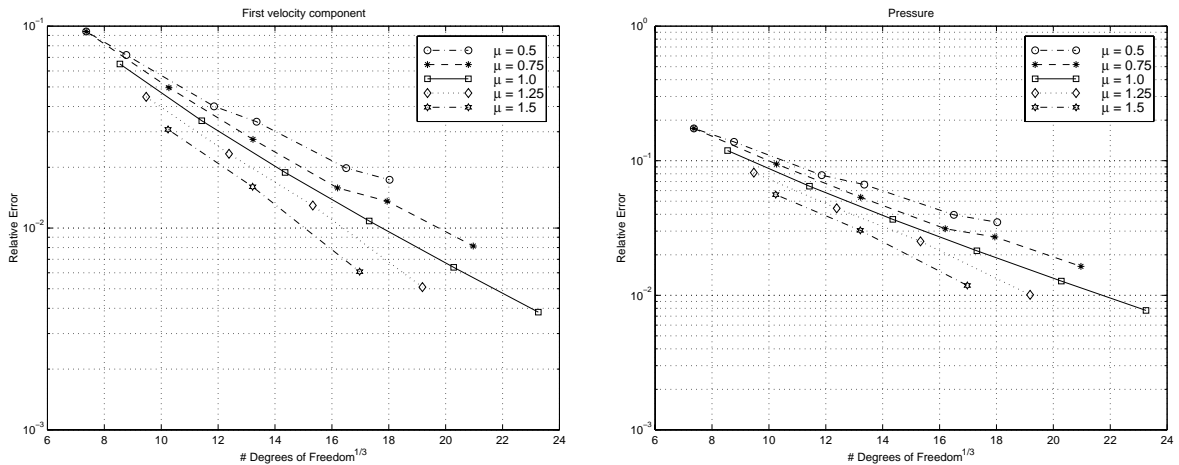 First velocity component
10^-1
10^-2
10^-3
Relative Error
6 8 10 12 14 16 18 20 22 24
# Degrees of Freedom^1/3
μ = 0.5
μ = 0.75
μ = 1.0
μ = 1.25
μ = 1.5
Pressure
10^0
10^-1
10^-2
10^-3
Relative Error
6 8 10 12 14 16 18 20 22 24
# Degrees of Freedom^1/3
μ = 0.5
μ = 0.75
μ = 1.0
μ = 1.25
μ = 1.5